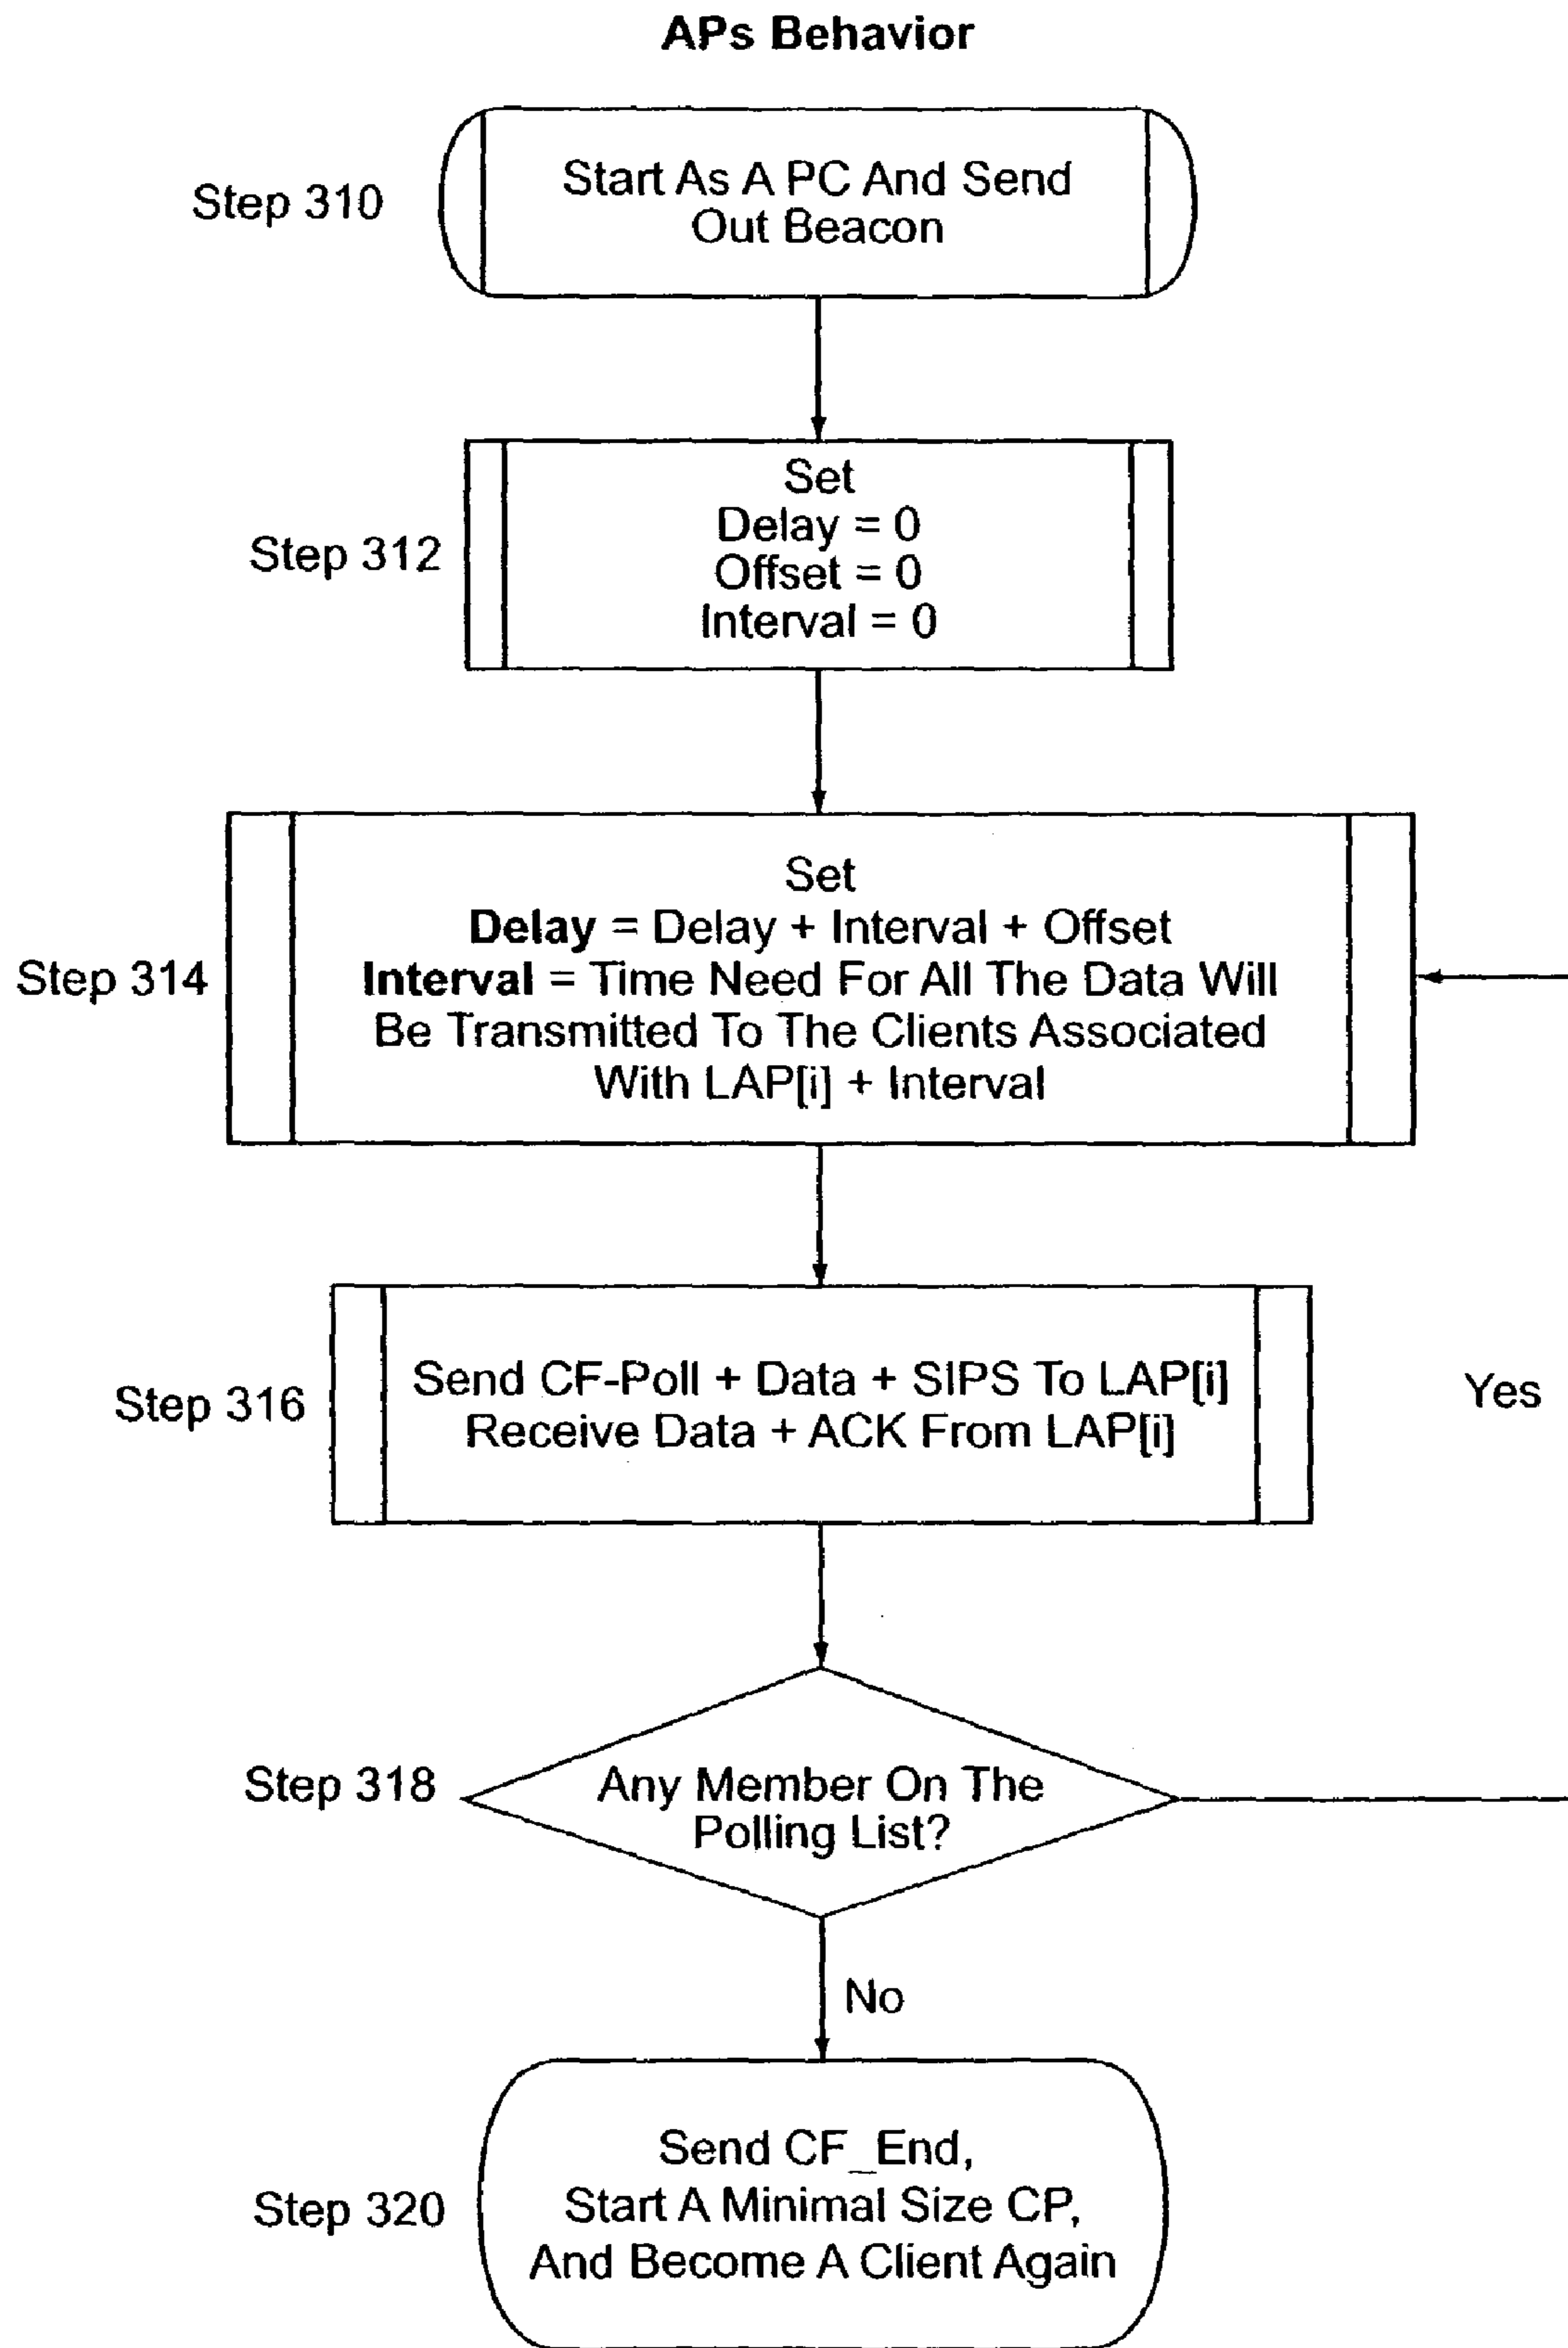 APs Behavior
Step 310
Start As A PC And Send
Out Beacon
Step 312
Set
Delay = 0
Offset = 0
Interval = 0
Step 314
Set
Delay = Delay + Interval + Offset
Interval = Time Need For All The Data Will
Be Transmitted To The Clients Associated
With LAP[i] + Interval
Step 316
Send CF-Poll + Data + SIPS To LAP[i]
Receive Data + ACK From LAP[i]
Yes
Step 318
Any Member On The
Polling List?
No
Step 320
Send CF_End,
Start A Minimal Size CP,
And Become A Client Again